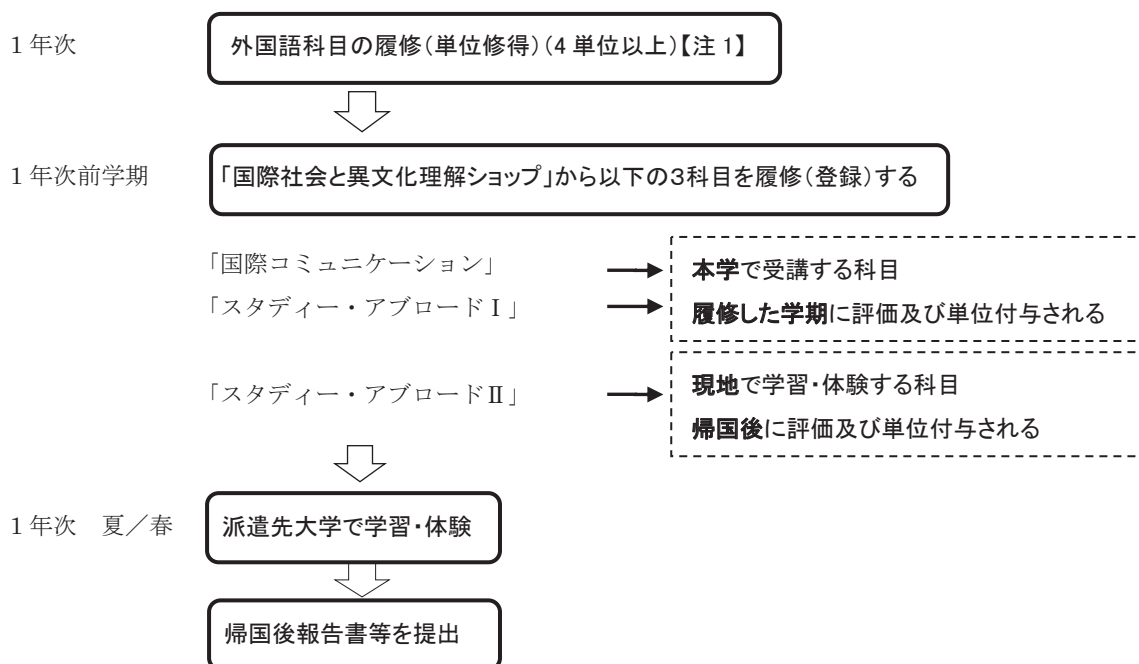 1年次
外国語科目の履修(単位修得)(4単位以上)【注1】
1年次前学期
「国際社会と異文化理解ショップ」から以下の3科目を履修(登録)する
「国際コミュニケーション」
本学で受講する科目
「スタディー・アブロードⅠ」
履修した学期に評価及び単位付与される
「スタディー・アブロードⅡ」
現地で学習・体験する科目
帰国後に評価及び単位付与される
1年次 夏/春
派遣先大学で学習・体験
帰国後報告書等を提出